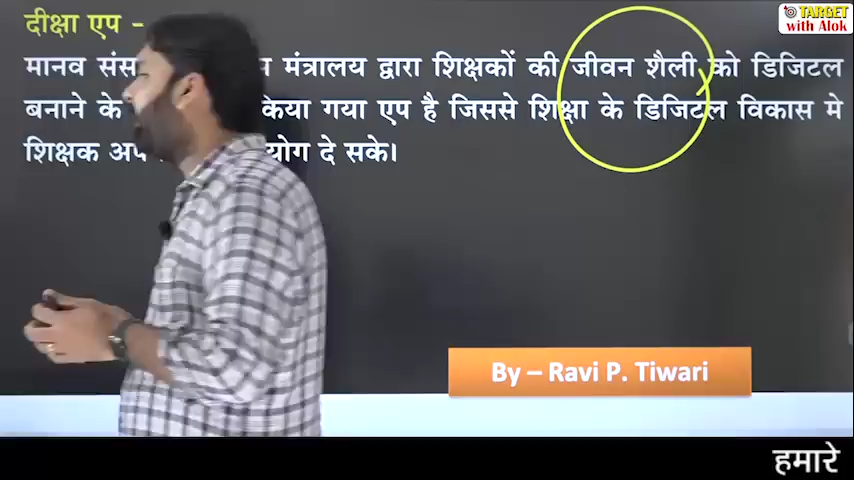 TARGET
with Alok
दीक्षा एप -
मानव मंत्रालय द्वारा शिक्षकों की जीवन शैली को डिजिटल
बनाने के किया गया एप है जिससे शिक्षा के डिजिटल विकास मे
शिक्षक दे सके।
By – Ravi P. Tiwari
हमारे